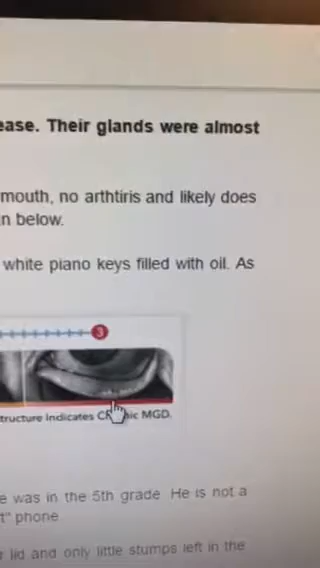 ease. Their glands were almost
mouth, no arthtiris and likely does
n below.
white piano keys filled with oil. As
3
tructure Indicates Ch ic MGD.
e was in the 5th grade. He is not a
t" phone
r lid and only little stumps left in the